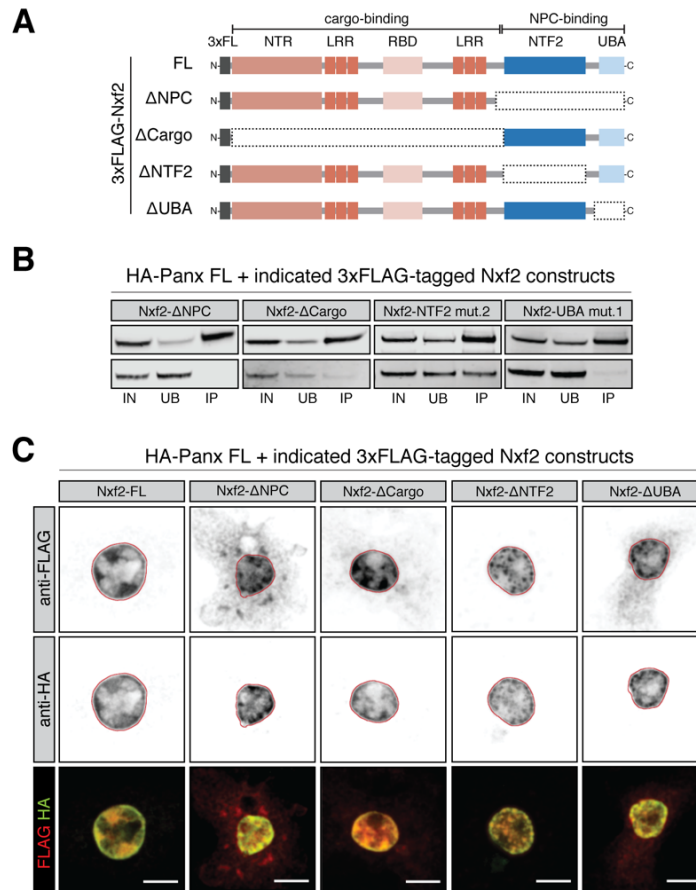 A
cargo-binding NPC-binding
3xFL NTR LRR RBD LRR NTF2 UBA
3xFLAG-Nxf2
FL N- -C
ΔNPC N- -C
ΔCargo N- -C
ΔNTF2 N- -C
ΔUBA N- -C
B
HA-Panx FL + indicated 3xFLAG-tagged Nxf2 constructs
Nxf2-ΔNPC Nxf2-ΔCargo Nxf2-NTF2 mut.2 Nxf2-UBA mut.1
IN UB IP IN UB IP IN UB IP IN UB IP
C
HA-Panx FL + indicated 3xFLAG-tagged Nxf2 constructs
Nxf2-FL Nxf2-ΔNPC Nxf2-ΔCargo Nxf2-ΔNTF2 Nxf2-ΔUBA
anti-FLAG
anti-HA
FLAG HA